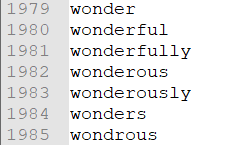 1979 wonder
1980 wonderful
1981 wonderfully
1982 wonderous
1983 wonderously
1984 wonders
1985 wondrous